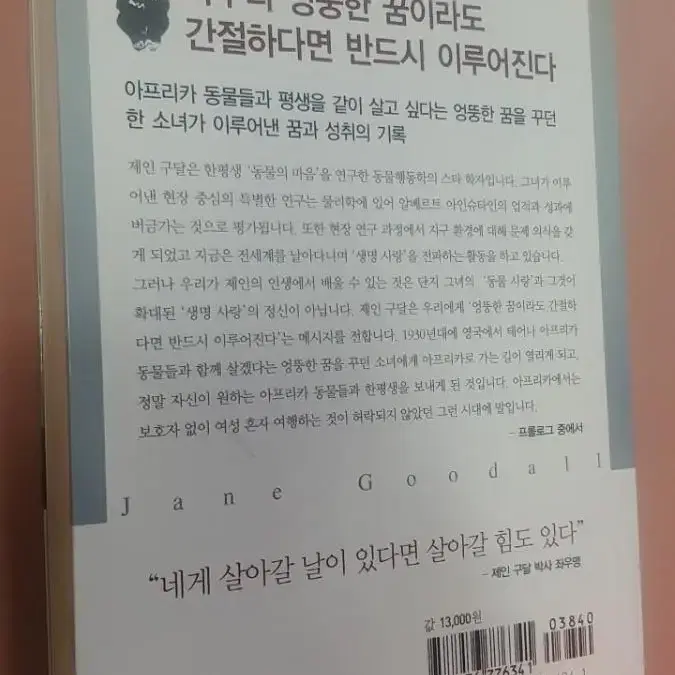 엉뚱한 꿈이라도
간절하다면 반드시 이루어진다
아프리카 동물들과 평생을 같이 살고 싶다는 엉뚱한 꿈을 꾸던
한 소녀가 이루어낸 꿈과 성취의 기록
제인 구달은 한평생 '동물의 마음'을 연구한 동물행동학의 스타 학자입니다. 그녀가 이루
어낸 현장 중심의 특별한 연구는 물리학에 있어 알베르트 아인슈타인의 업적과 성과에
버금가는 것으로 평가됩니다. 또한 현장 연구 과정에서 지구 환경에 대해 문제 의식을 갖
게 되었고 지금은 전세계를 날아다니며 '생명 사랑'을 전파하는 활동을 하고 있습니다.
그러나 우리가 제인의 인생에서 배울 수 있는 것은 단지 그녀의 '동물 사랑'과 그것이
확대된 '생명 사랑'의 정신이 아닙니다. 제인 구달은 우리에게 '엉뚱한 꿈이라도 간절하
다면 반드시 이루어진다'는 메시지를 전합니다. 1930년대에 영국에서 태어나 아프리카
동물들과 함께 살겠다는 엉뚱한 꿈을 꾸던 소녀에게 아프리카로 가는 길이 열리게 되고,
정말 자신이 원하는 아프리카 동물들과 한평생을 보내게 된 것입니다. 아프리카에서는
보호자 없이 여성 혼자 여행하는 것이 허락되지 않았던 그런 시대에 말입니다.
– 프롤로그 중에서
Jane Goodall
"네게 살아갈 날이 있다면 살아갈 힘도 있다"
– 제인 구달 박사 좌우명
값 13,000원
03840